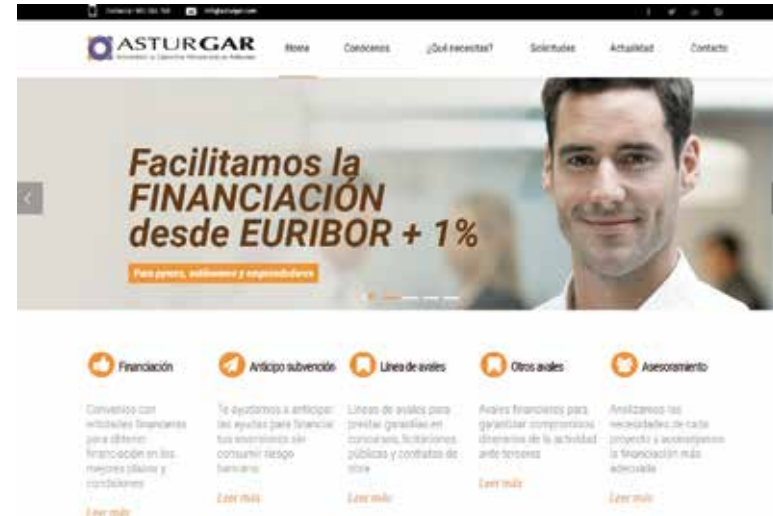 ASTURGAR
Home Conócenos ¿Qué necesitas? Solicitudes Actualidad Contacto
Facilitamos la
FINANCIACIÓN
desde EURIBOR + 1%
Para pymes, autónomos y emprendedores
Financiación
Convenios con
entidades financieras
para obtener
financiación en los
mejores plazos y
condiciones
Leer más
Anticipo subvención
Te ayudamos a anticipar
las ayudas para financiar
tus inversiones sin
consumir riesgo
bancario
Leer más
Línea de avales
Líneas de avales para
prestar garantías en
concursos, licitaciones
públicas y contratos de
obra
Leer más
Otros avales
Avales financieros para
garantizar compromisos
dinerarios de la actividad
ante terceros
Leer más
Asesoramiento
Analizamos las
necesidades de cada
proyecto y asesoramos
la financiación más
adecuada
Leer más